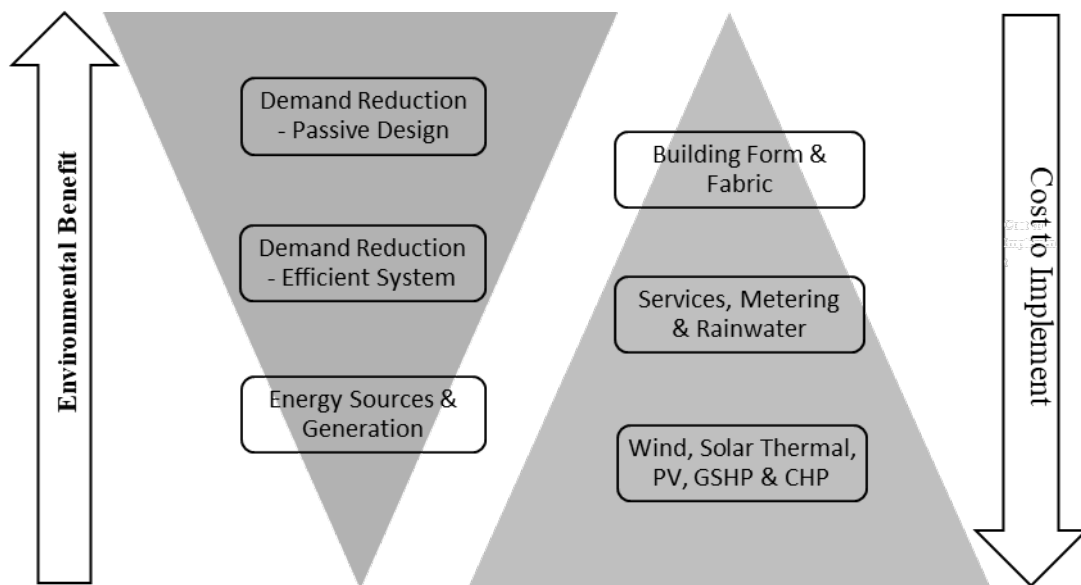 Environmental Benefit
Demand Reduction
- Passive Design
Demand Reduction
- Efficient System
Energy Sources &
Generation
Building Form &
Fabric
Services, Metering
& Rainwater
Wind, Solar Thermal,
PV, GSHP & CHP
Cost to Implement